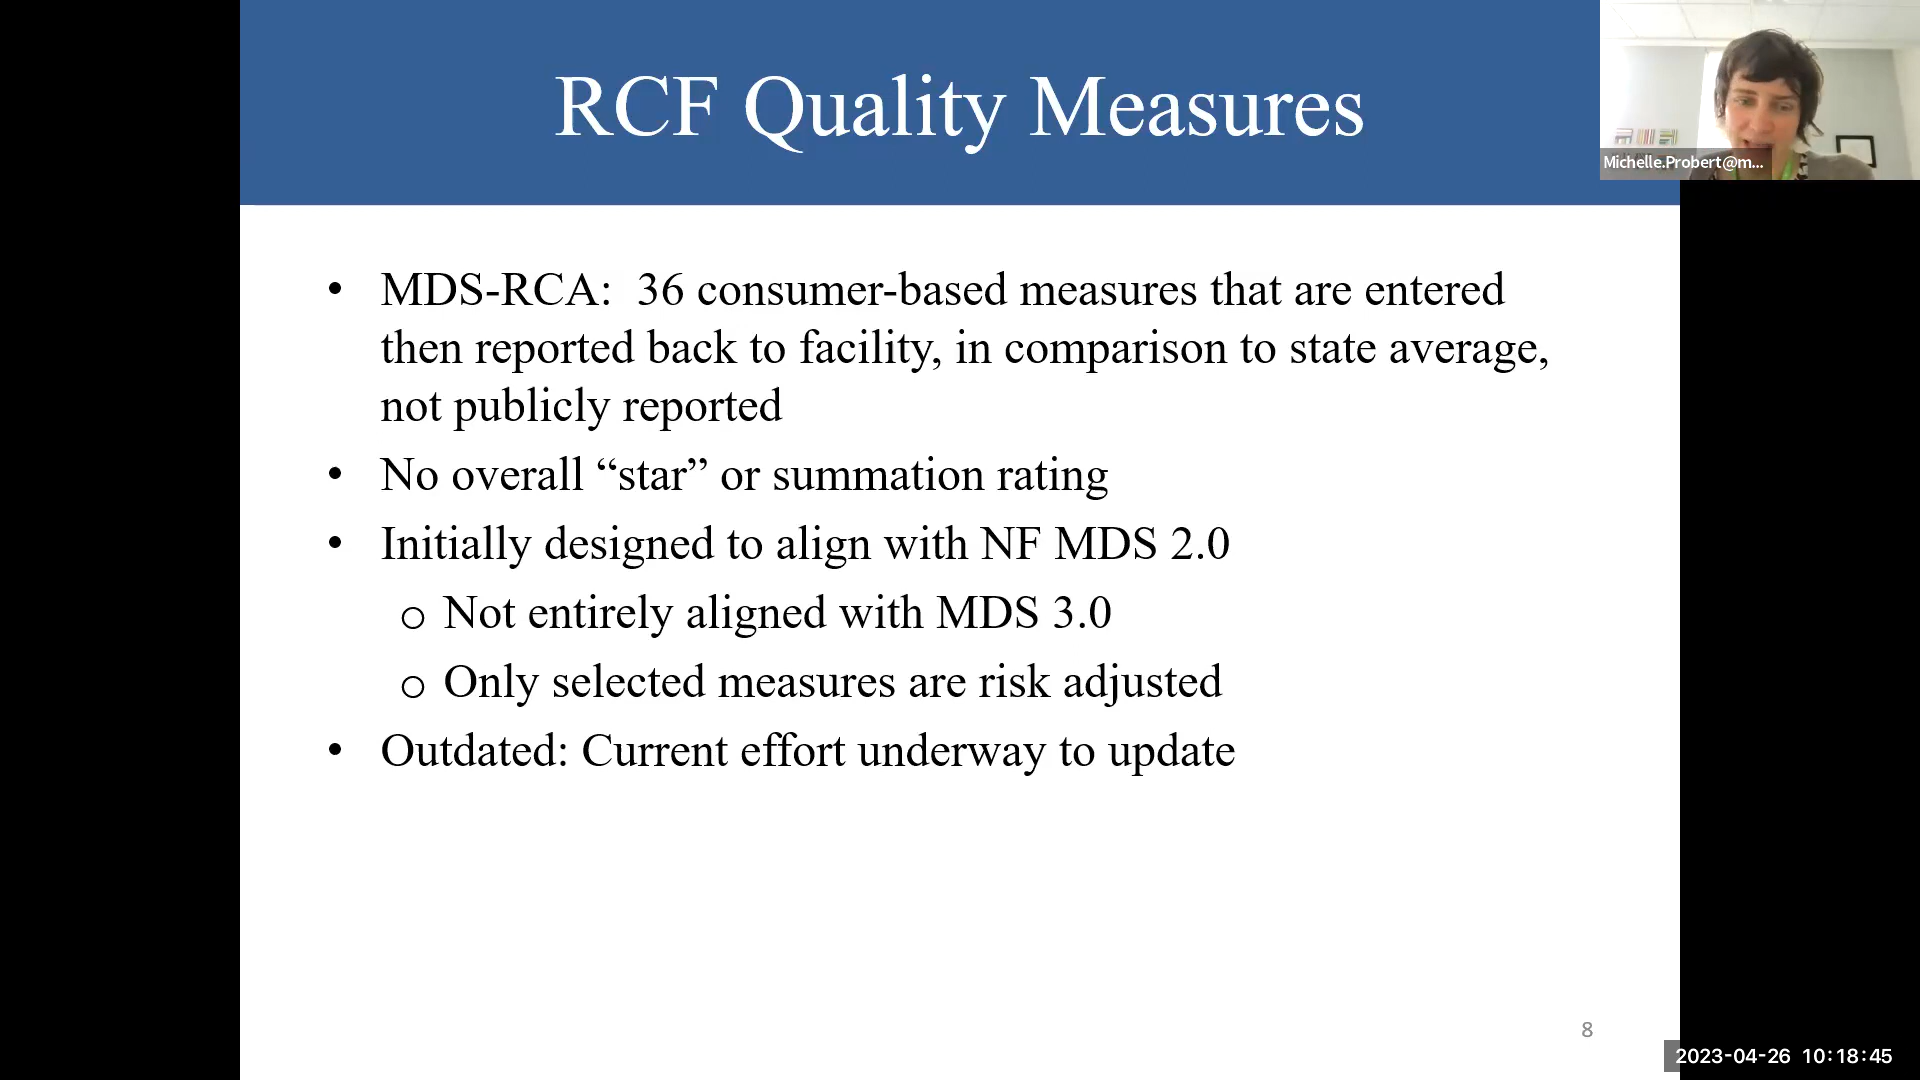 RCF Quality Measures
Michelle.Probert@m...
• MDS-RCA:  36 consumer-based measures that are entered
then reported back to facility, in comparison to state average,
not publicly reported
• No overall “star” or summation rating
• Initially designed to align with NF MDS 2.0
o Not entirely aligned with MDS 3.0
o Only selected measures are risk adjusted
• Outdated: Current effort underway to update
8
2023-04-26 10:18:45